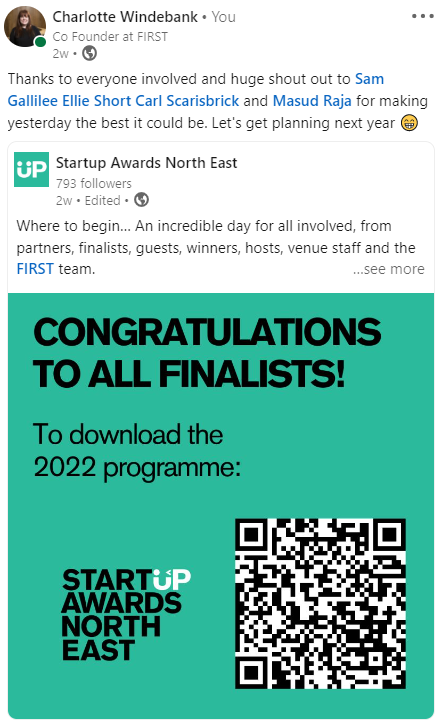 Charlotte Windebank • You
Co Founder at FIRST
2w •
Thanks to everyone involved and huge shout out to Sam
Gallilee Ellie Short Carl Scarisbrick and Masud Raja for making
yesterday the best it could be. Let's get planning next year 😁
ÜP
Startup Awards North East
793 followers
2w • Edited •
Where to begin... An incredible day for all involved, from
partners, finalists, guests, winners, hosts, venue staff and the
FIRST team.
...see more
CONGRATULATIONS
TO ALL FINALISTS!
To download the
2022 programme:
STARTÜP
AWARDS
NORTH
EAST